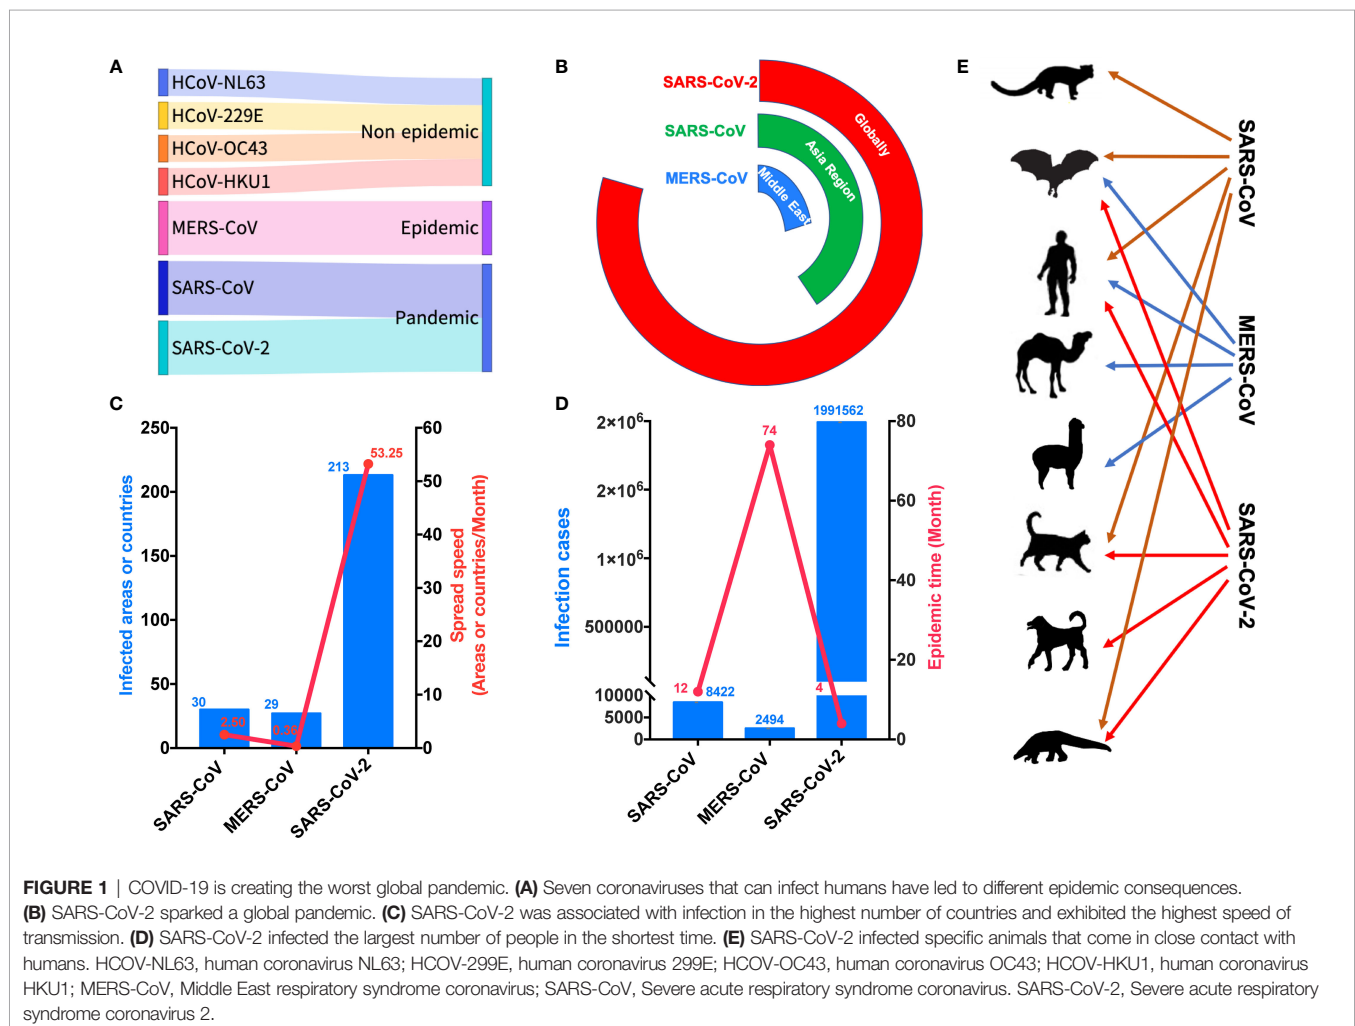 A
HCoV-NL63
HCoV-229E
HCoV-OC43
HCoV-HKU1
MERS-CoV
SARS-CoV
SARS-CoV-2
Non epidemic
Epidemic
Pandemic
B
SARS-CoV-2
SARS-CoV
MERS-CoV
Globally
Asia Region
Middle East
C
Infected areas or countries
250
200
150
100
50
0
30
29
213
2.50
0.39
53.25
60
50
40
30
20
10
0
Spread speed
(Areas or countries/Month)
SARS-CoV
MERS-CoV
SARS-CoV-2
D
Infection cases
2×10⁶
2×10⁶
1×10⁶
500000
10000
5000
0
12
8422
74
2494
1991562
4
80
60
40
20
0
Epidemic time (Month)
SARS-CoV
MERS-CoV
SARS-CoV-2
E
SARS-CoV
MERS-CoV
SARS-CoV-2
FIGURE 1 | COVID-19 is creating the worst global pandemic. (A) Seven coronaviruses that can infect humans have led to different epidemic consequences.
(B) SARS-CoV-2 sparked a global pandemic. (C) SARS-CoV-2 was associated with infection in the highest number of countries and exhibited the highest speed of
transmission. (D) SARS-CoV-2 infected the largest number of people in the shortest time. (E) SARS-CoV-2 infected specific animals that come in close contact with
humans. HCOV-NL63, human coronavirus NL63; HCOV-299E, human coronavirus 299E; HCOV-OC43, human coronavirus OC43; HCOV-HKU1, human coronavirus
HKU1; MERS-CoV, Middle East respiratory syndrome coronavirus; SARS-CoV, Severe acute respiratory syndrome coronavirus. SARS-CoV-2, Severe acute respiratory
syndrome coronavirus 2.